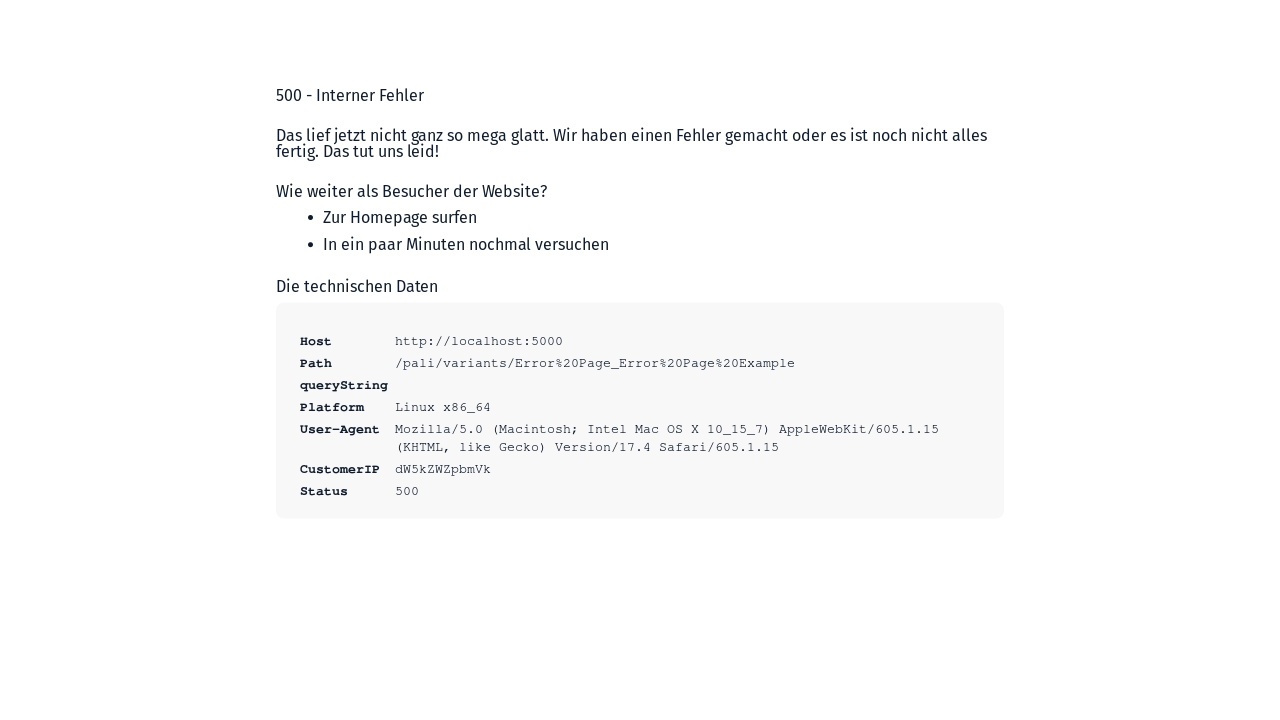 500 - Interner Fehler
Das lief jetzt nicht ganz so mega glatt. Wir haben einen Fehler gemacht oder es ist noch nicht alles
fertig. Das tut uns leid!
Wie weiter als Besucher der Website?
• Zur Homepage surfen
• In ein paar Minuten nochmal versuchen
Die technischen Daten
Host http://localhost:5000
Path /pali/variants/Error%20Page_Error%20Page%20Example
queryString
Platform Linux x86_64
User-Agent Mozilla/5.0 (Macintosh; Intel Mac OS X 10_15_7) AppleWebKit/605.1.15
(KHTML, like Gecko) Version/17.4 Safari/605.1.15
CustomerIP dW5kZWZpbmVk
Status 500